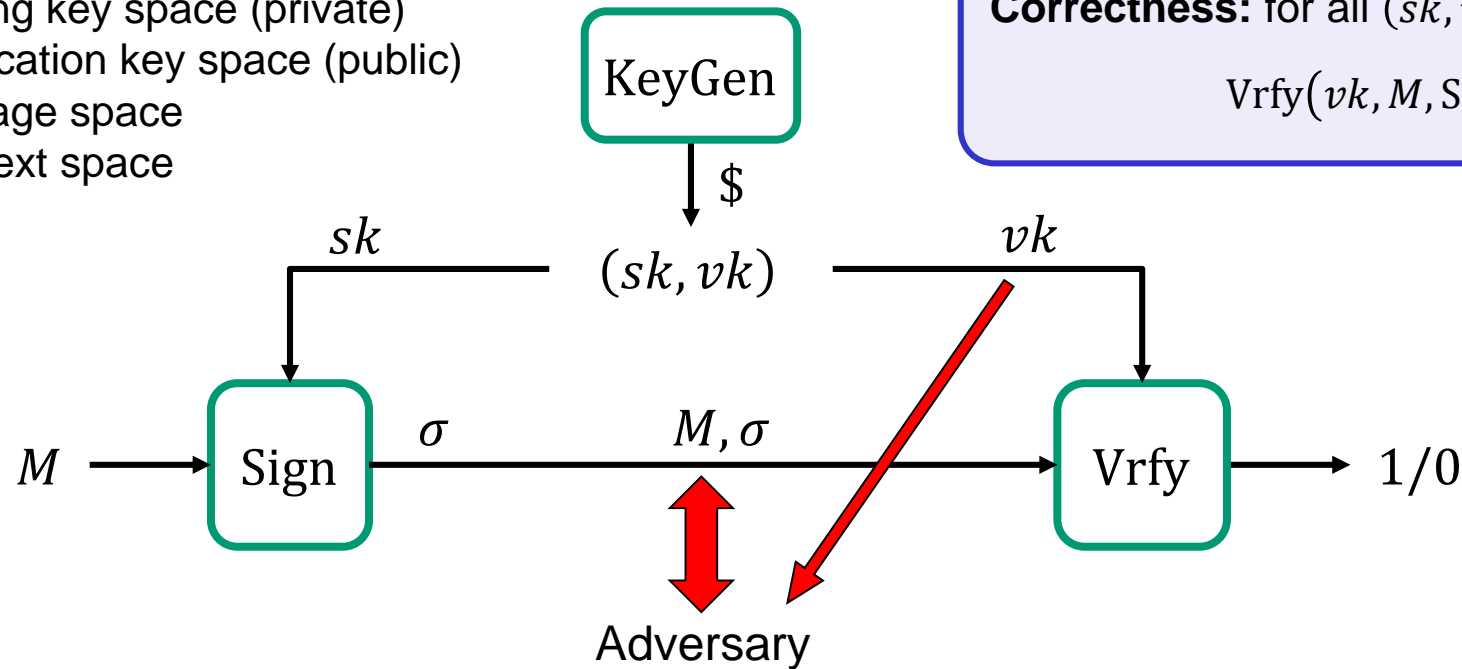 ng key space (private)
cation key space (public)
age space
ext space
KeyGen
Correctness: for all (sk,
Vrfy(vk, M, S
$
sk
(sk, vk)
vk
M
Sign
σ
M, σ
Vrfy
1/0
Adversary